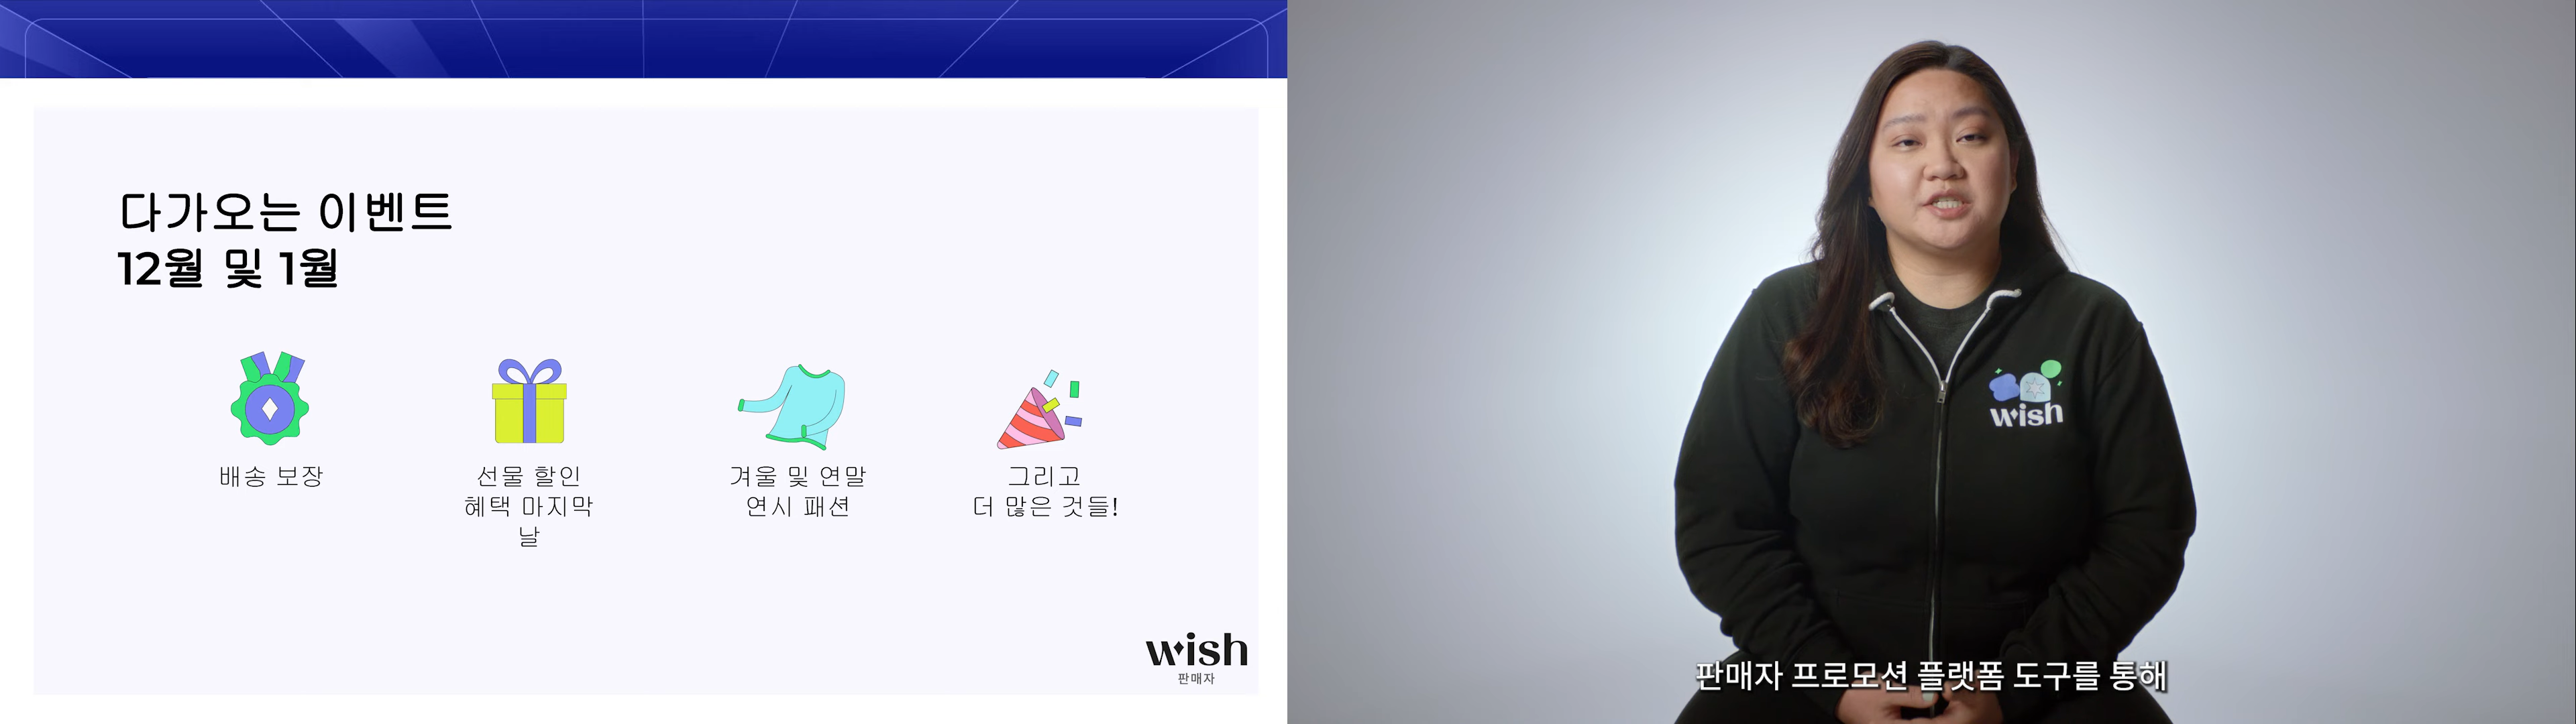 다가오는 이벤트
12월 및 1월
배송 보장
선물 할인
혜택 마지막
날
겨울 및 연말
연시 패션
그리고
더 많은 것들!
wish
판매자
wish
판매자 프로모션 플랫폼 도구를 통해